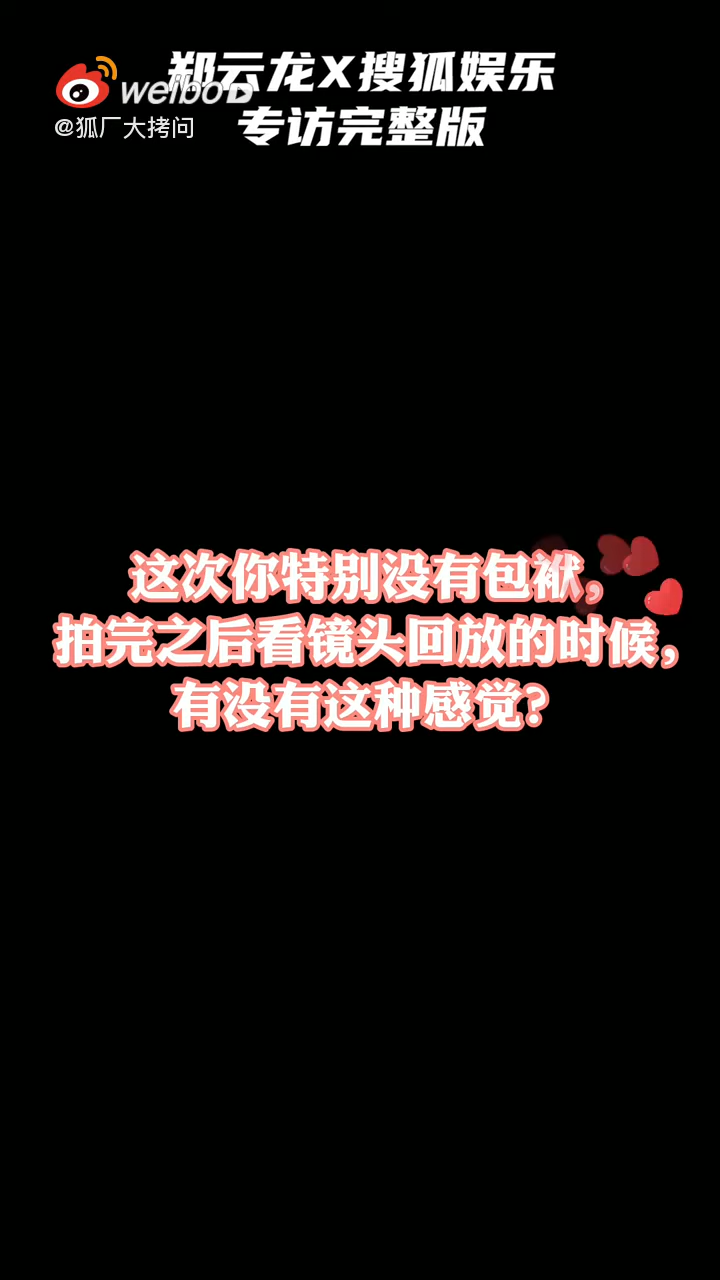 郑云龙X搜狐娱乐
weibo
@狐厂大拷问
专访完整版
这次你特别没有包袱，
拍完之后看镜头回放的时候，
有没有这种感觉？